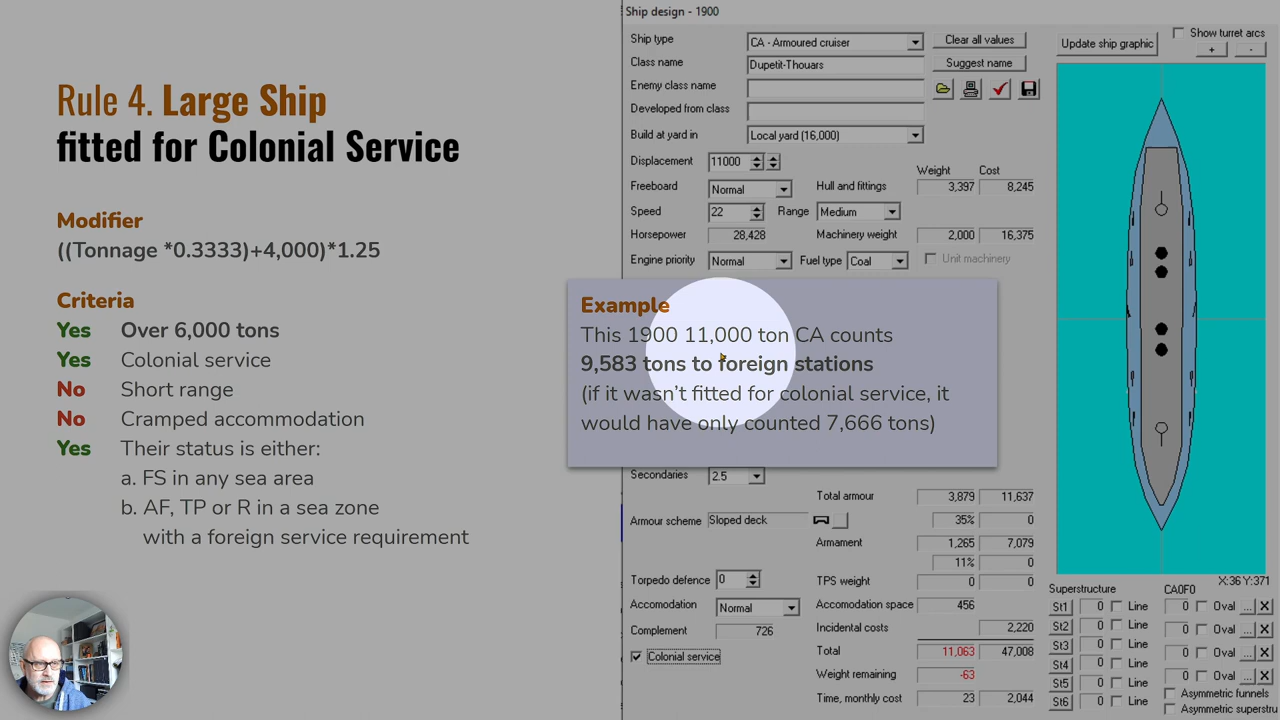 Rule 4. Large Ship
fitted for Colonial Service
Modifier
((Tonnage *0.3333)+4,000)*1.25
Criteria
Yes Over 6,000 tons
Yes Colonial service
No Short range
No Cramped accommodation
Yes Their status is either:
a. FS in any sea area
b. AF, TP or R in a sea zone
with a foreign service requirement
Ship design - 1900
Ship type CA - Armoured cruiser Clear all values
Class name Dupetit-Thouars Suggest name
Enemy class name
Developed from class
Build at yard in Local yard (16,000)
Displacement 11000
Weight Cost
Freeboard Normal Hull and fittings 3,397 8,245
Speed 22 Range Medium
Horsepower 28,428 Machinery weight 2,000 16,375
Engine priority Normal Fuel type Coal Unit machinery
Example
This 1900 11,000 ton CA counts
9,583 tons to foreign stations
(if it wasn't fitted for colonial service, it
would have only counted 7,666 tons)
Secondaries 2.5
Total armour 3,879 11,637
Armour scheme Sloped deck 35% 0
Armament 1,265 7,079
11% 0
Torpedo defence 0 TPS weight 0 0
Accomodation Normal Accomodation space 456
Complement 726 Incidental costs 2,220
Total 11,063 47,008
Colonial service
Weight remaining -63
Time, monthly cost 23 2,044
Update ship graphic Show turret arcs
+ -
X:36 Y:371
Superstructure CA0F0
St1 0 Line 0 Oval ... X
St2 0 Line 0 Oval ... X
St3 0 Line 0 Oval ... X
St4 0 Line 0 Oval ... X
St5 0 Line Asymmetric funnels
St6 0 Line Asymmetric superstru